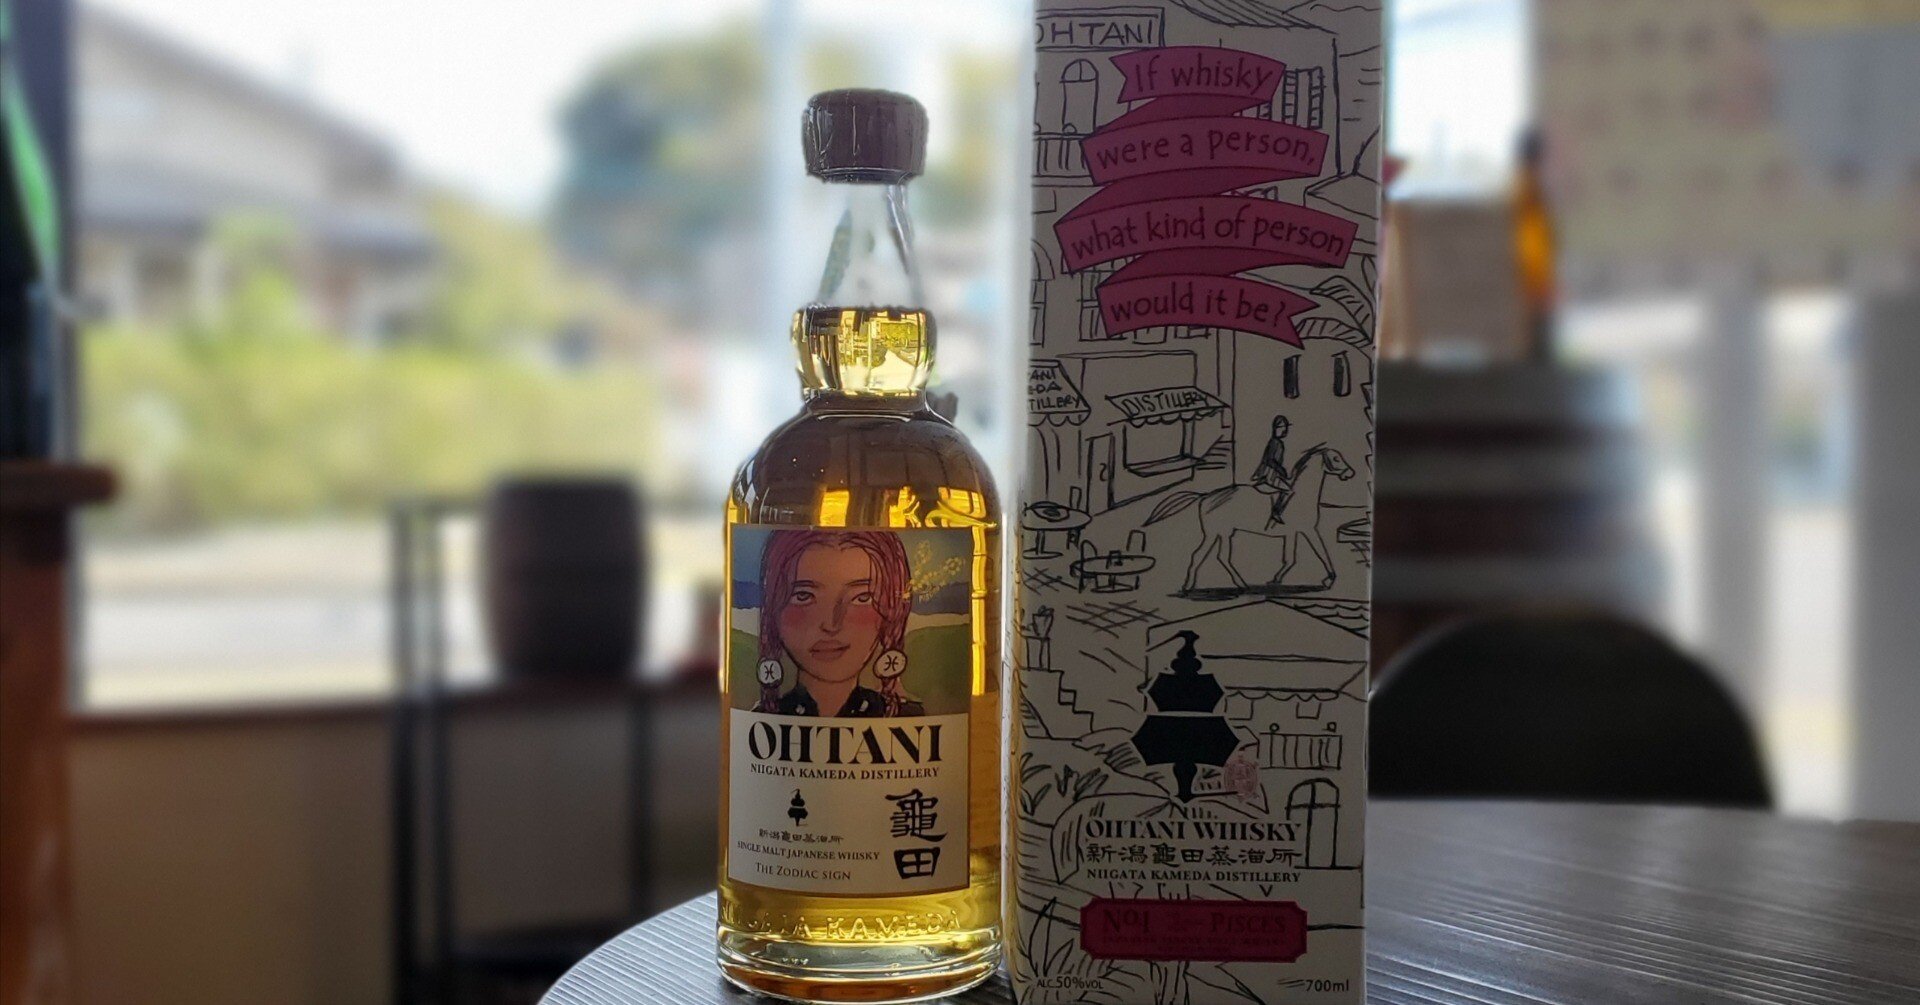 OHTANI
NIIGATA KAMEDA DISTILLERY
新潟亀田蒸溜所
SINGLE MALT JAPANESE WHISKY
THE ZODIAC SIGN
龜田
KAMEDA
OHTANI
If whisky
were a person,
what kind of person
would it be?
DISTILLERY
OHTANI WHISKY
新潟龜田蒸溜所
NIIGATA KAMEDA DISTILLERY
No1 PISCES
ALC.50%VOL
700ml